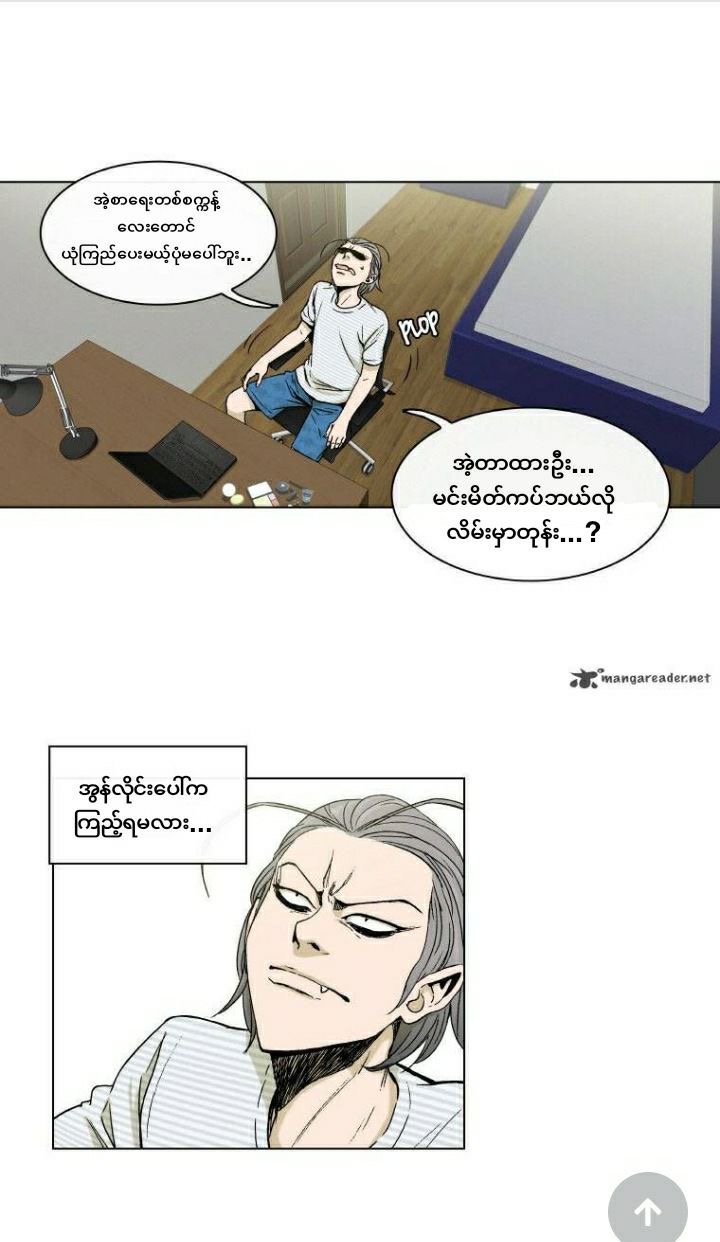 အဲ့စာရေးတစ်စက္ကန့်
လေးတောင်
ယုံကြည်ပေးမယ့်ပုံမပေါ်ဘူး..
PLOP
အဲ့တာထားဦး...
မင်းမိတ်ကပ်ဘယ်လို
လိမ်းမှာတုန်း...?
mangareader.net
အွန်လိုင်းပေါ်က
ကြည့်ရမလား...